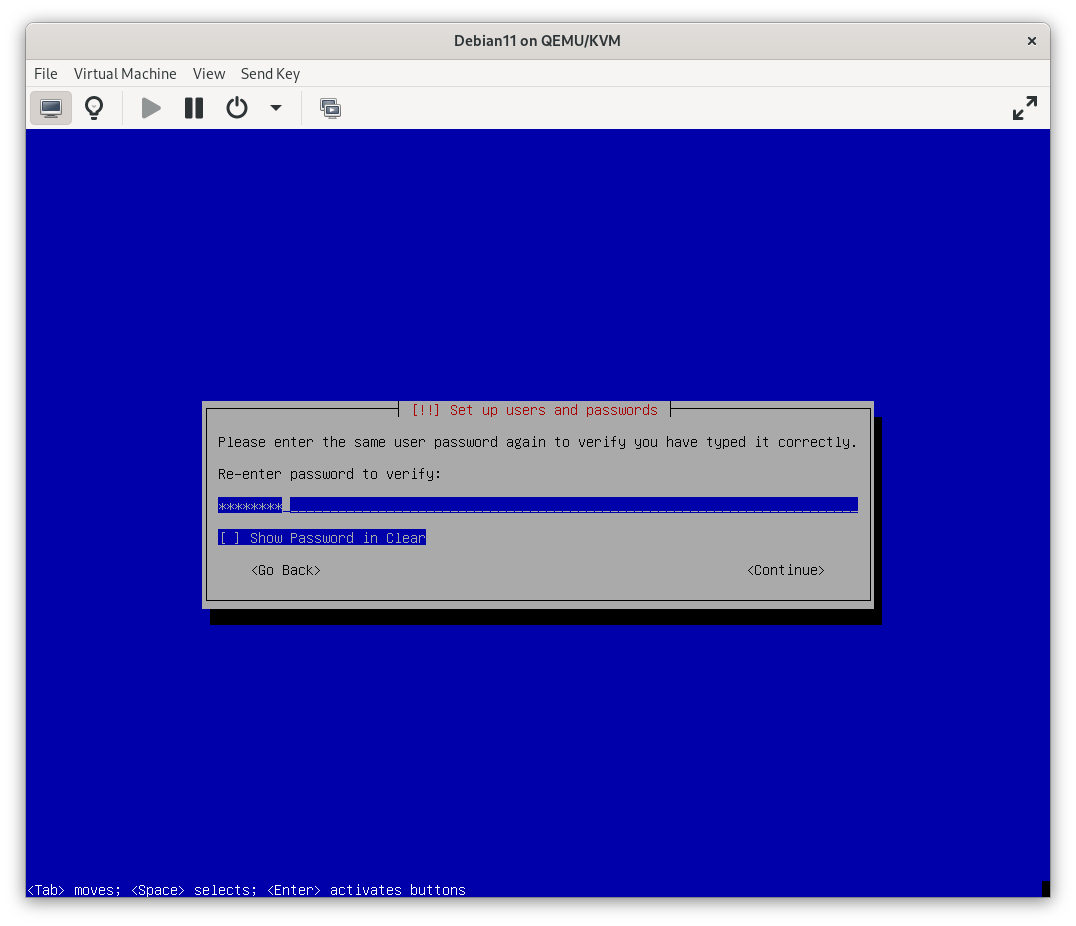 Debian11 on QEMU/KVM
File Virtual Machine View Send Key
[!!] Set up users and passwords
Please enter the same user password again to verify you have typed it correctly.
Re-enter password to verify:
********
[ ] Show Password in Clear
<Go Back> <Continue>
<Tab> moves; <Space> selects; <Enter> activates buttons